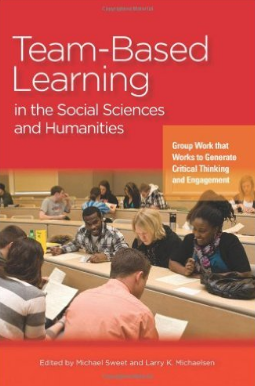 Team-Based
Learning
in the Social Sciences
and Humanities
Group Work that
Works to Generate
Critical Thinking
and Engagement
Edited by Michael Sweet and Larry K. Michaelsen